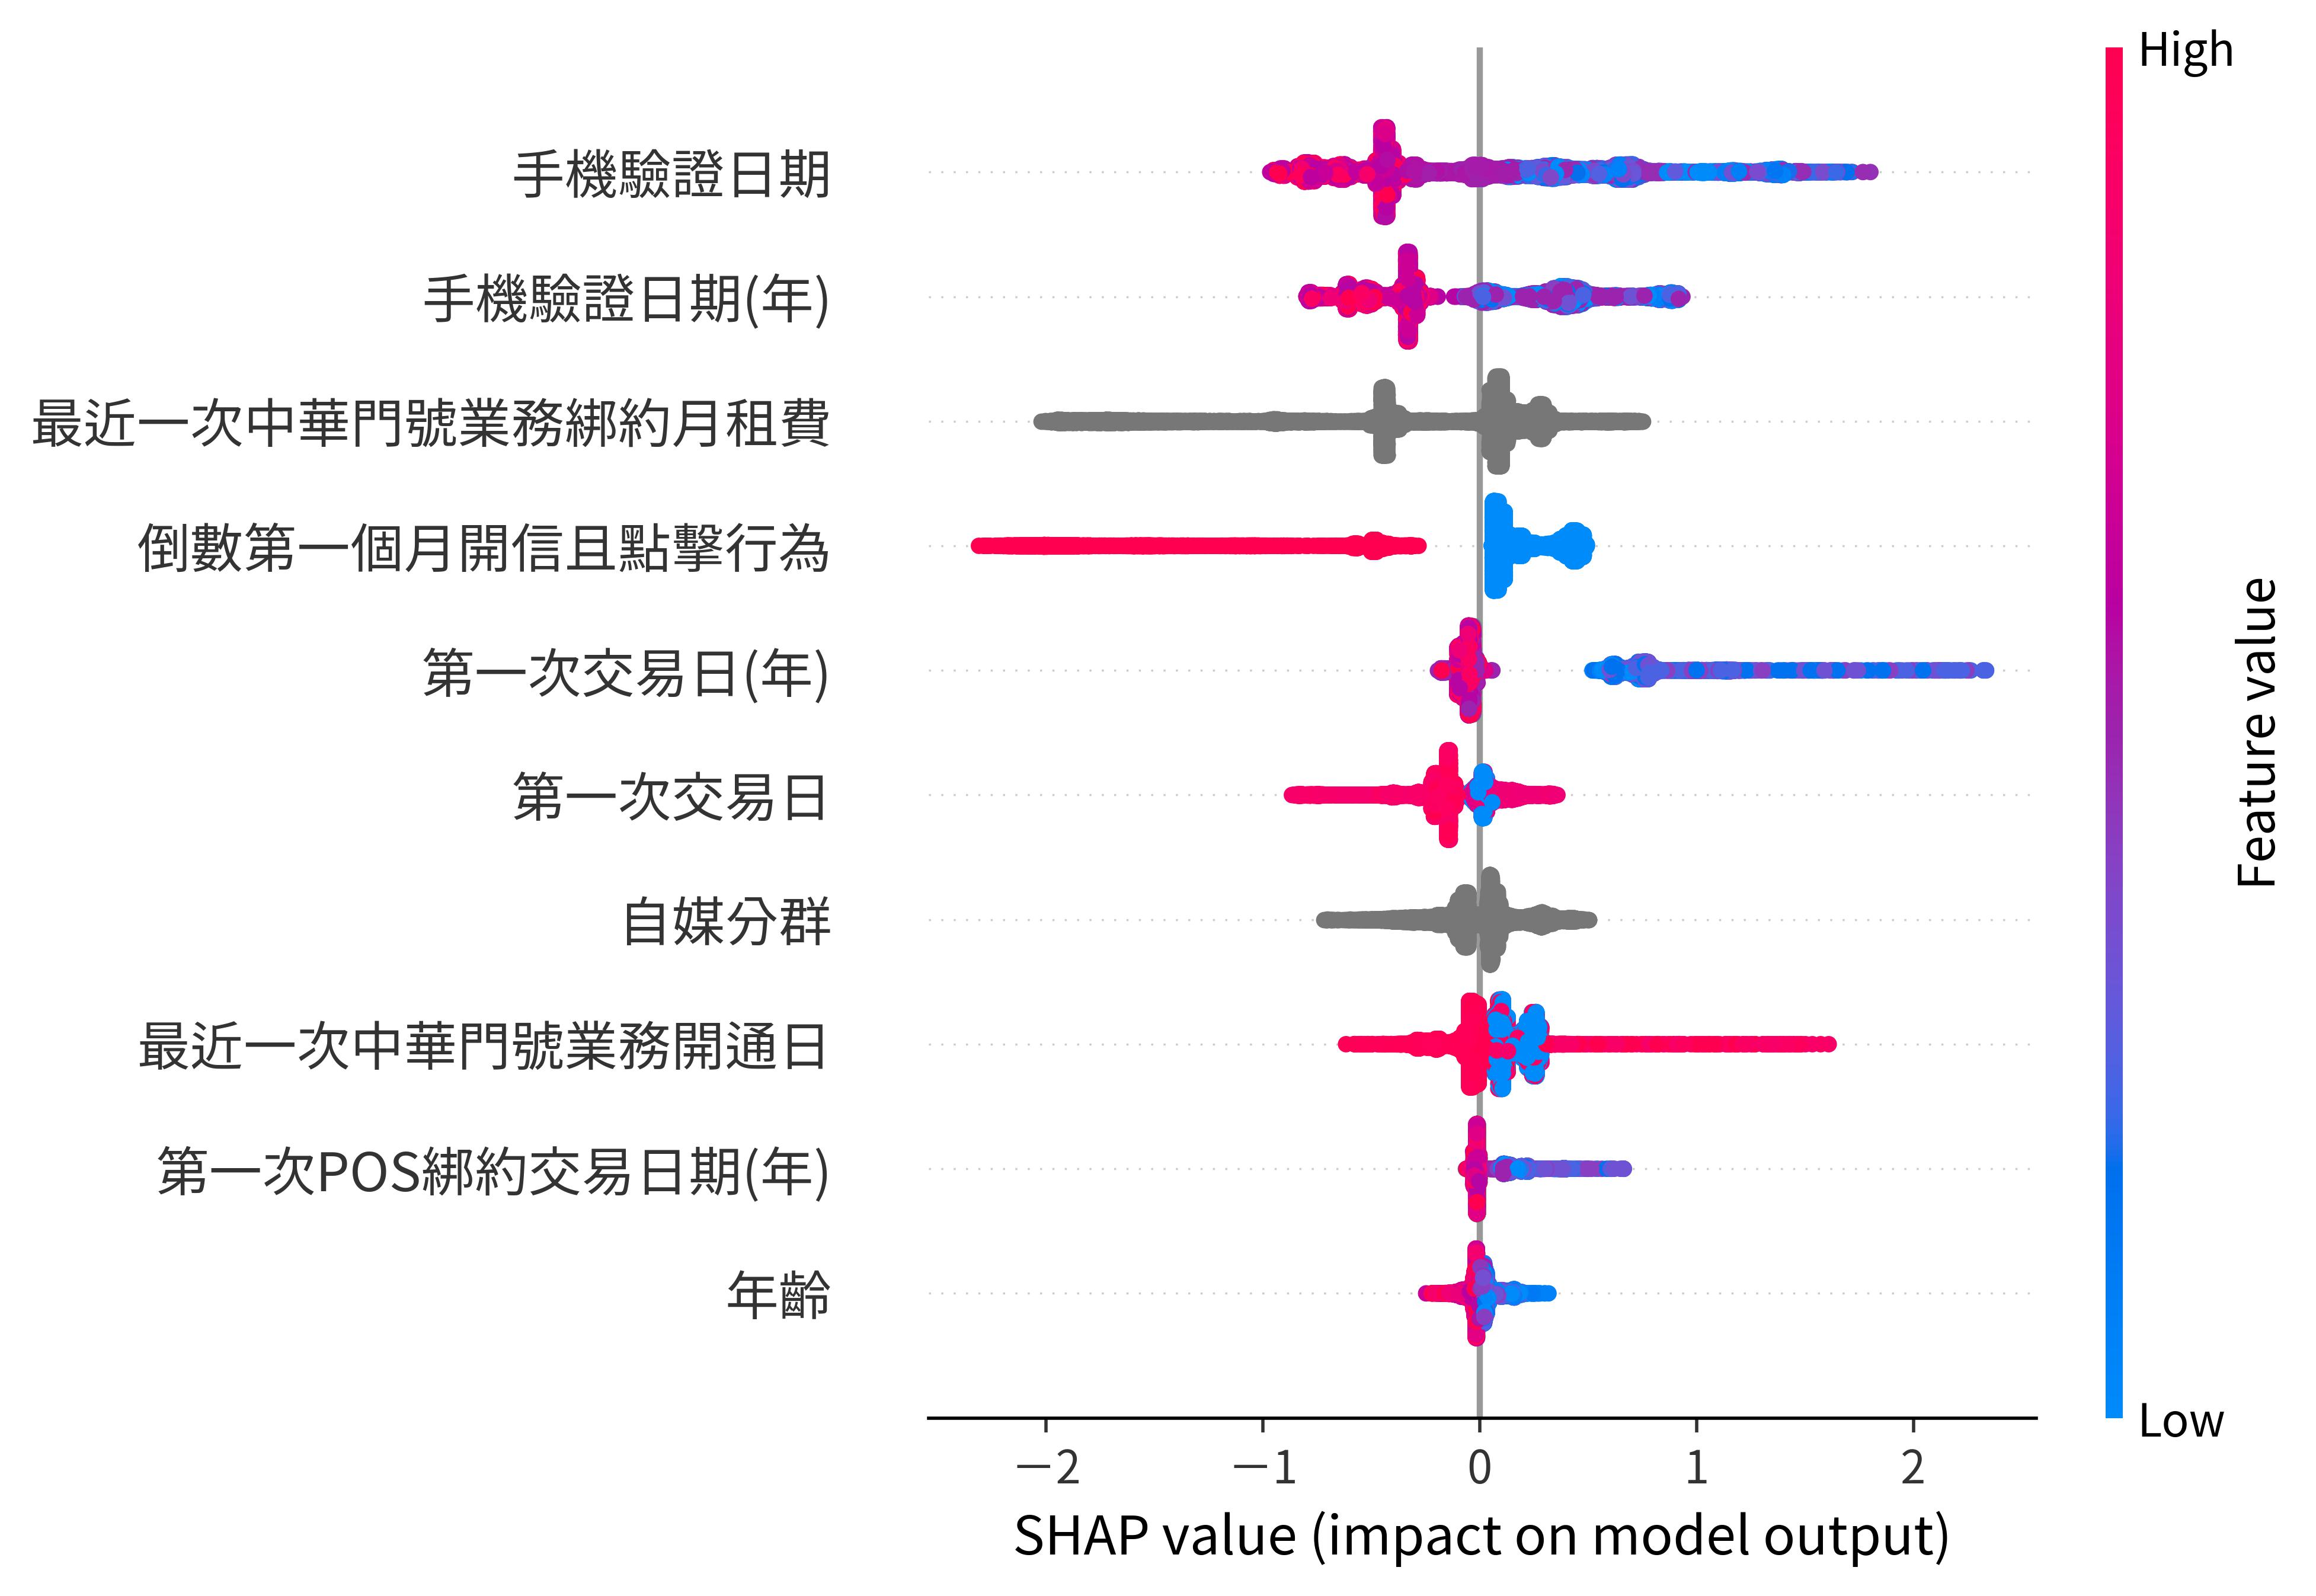 High
手機驗證日期
手機驗證日期(年)
最近一次中華門號業務綁約月租費
倒數第一個月開信且點擊行為
第一次交易日(年)
第一次交易日
自媒分群
最近一次中華門號業務開通日
第一次POS綁約交易日期(年)
年齡
Feature value
Low
−2 −1 0 1 2
SHAP value (impact on model output)